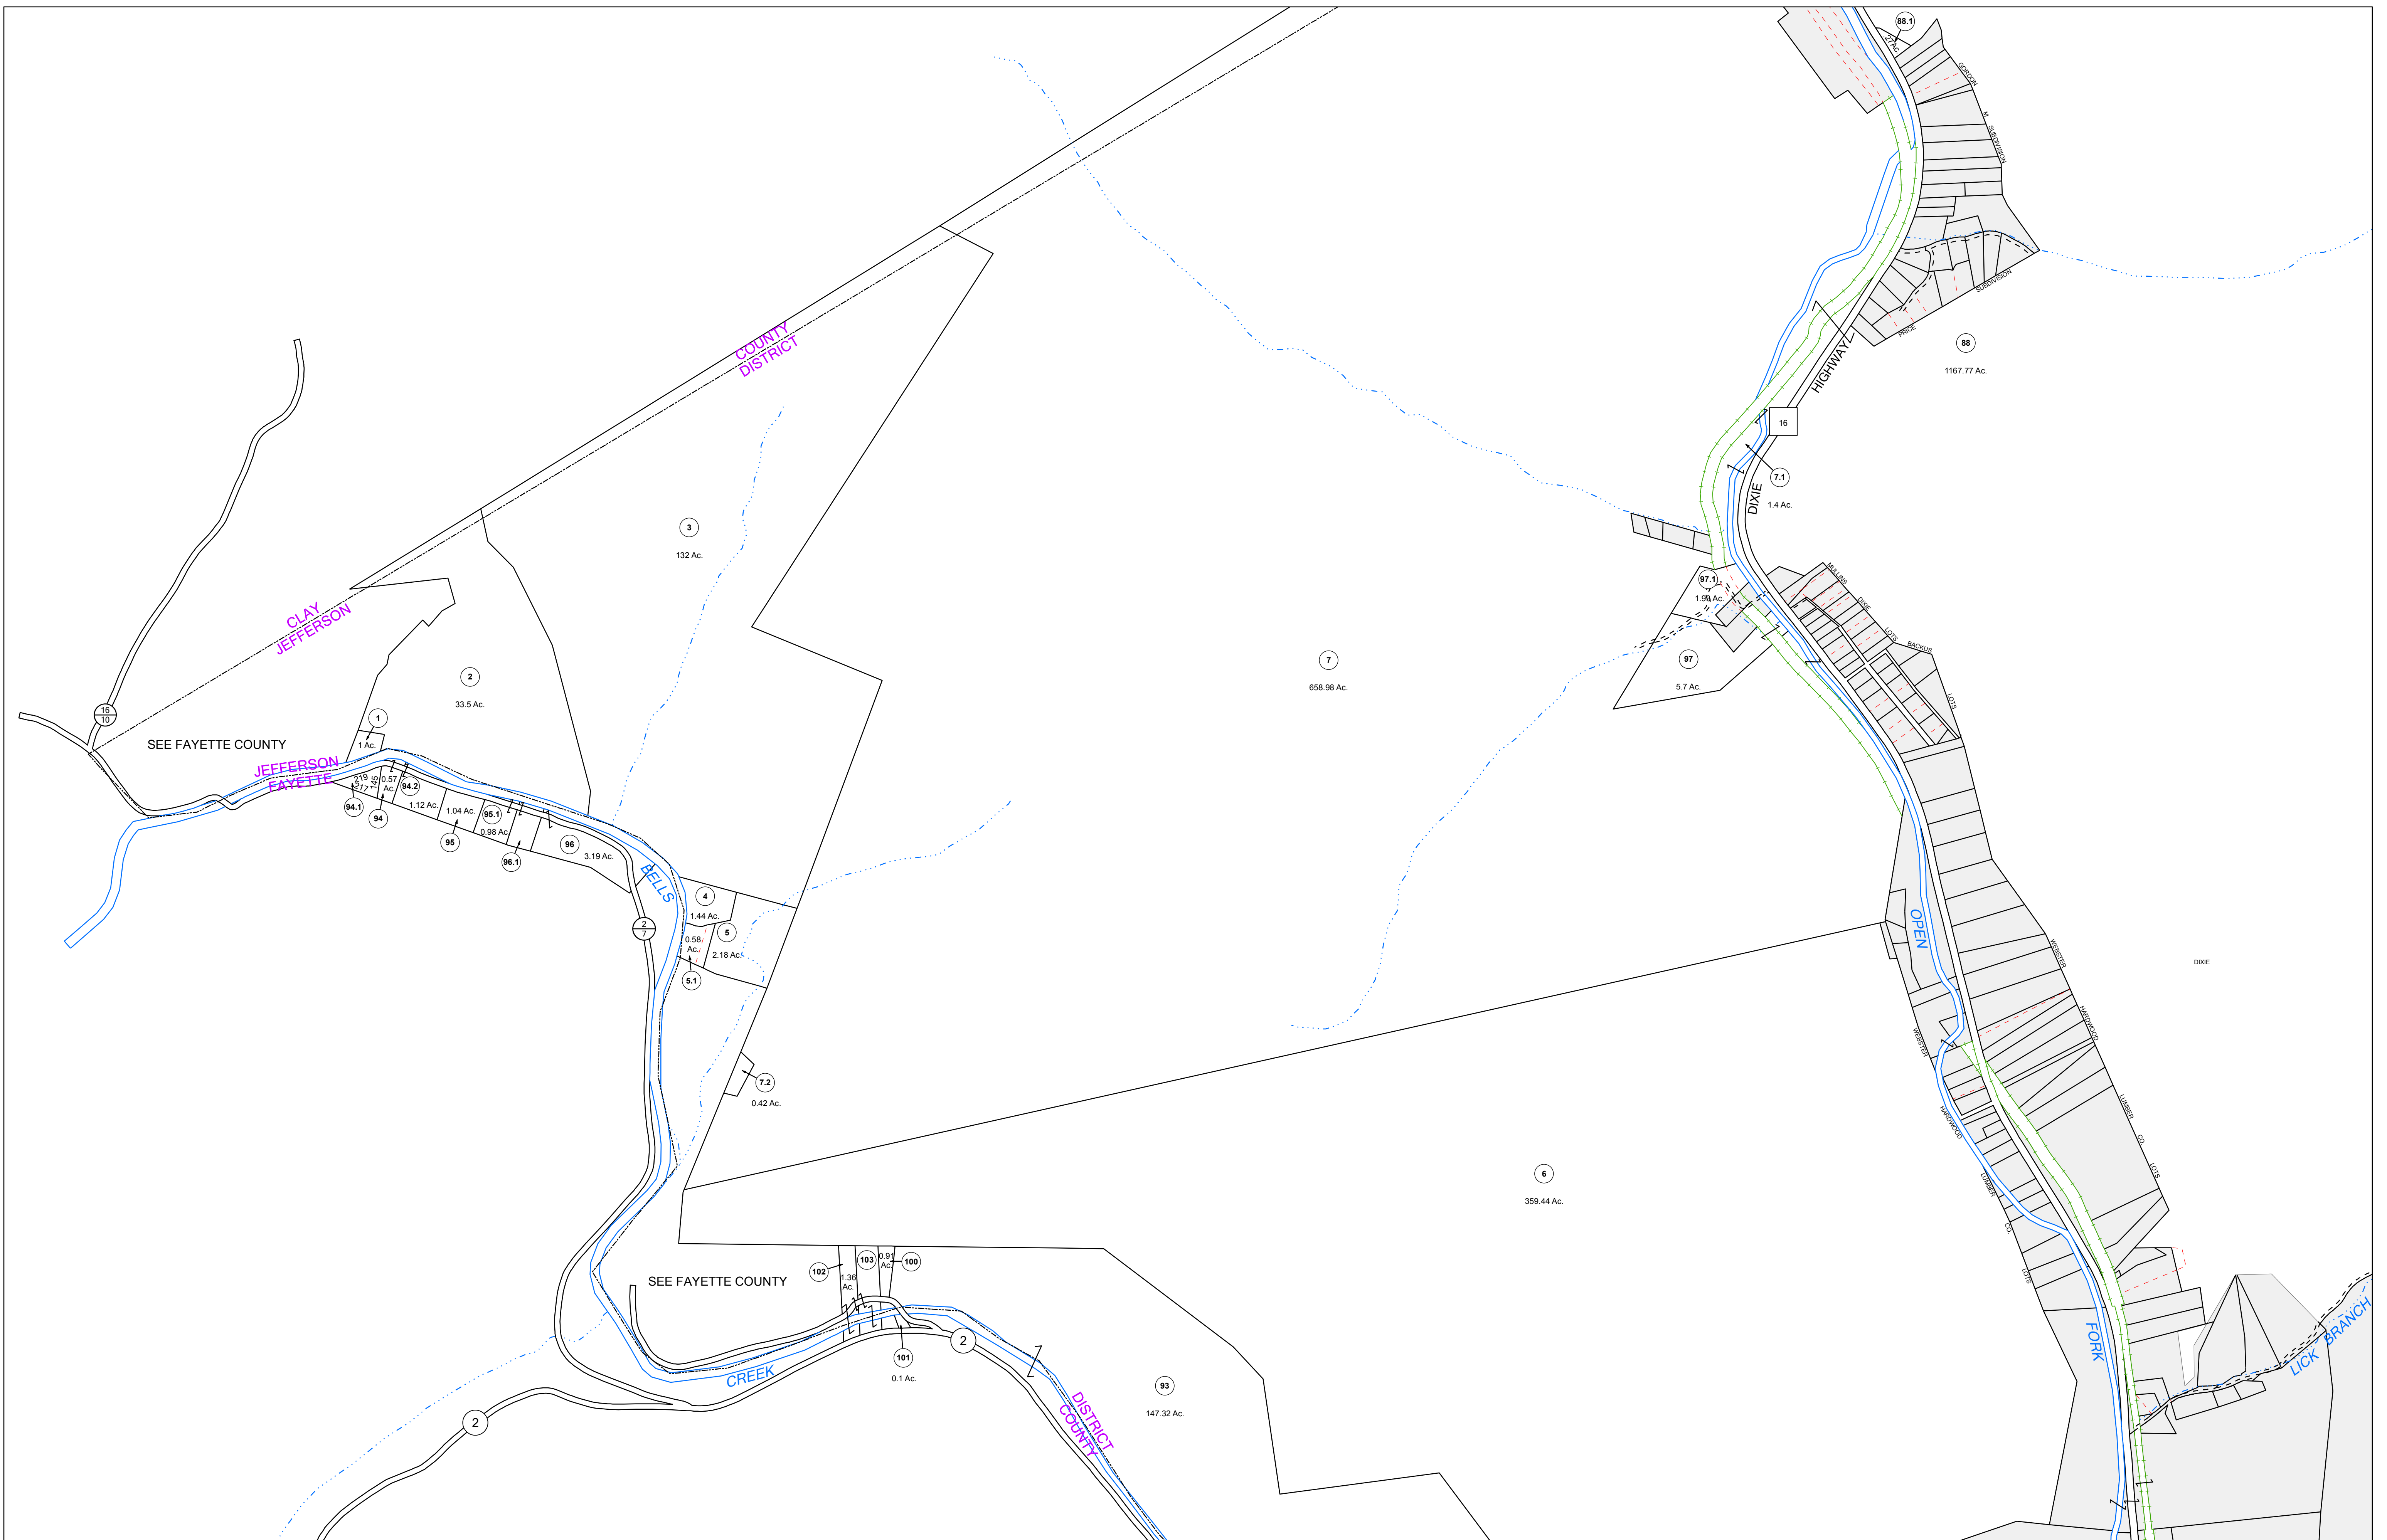 88.1
27 Ac.
GORDON
M
SUBDIVISION
SUBDIVISION
PRICE
88
1167.77 Ac.
COUNTY
DISTRICT
HIGHWAY
16
7.1
1.4 Ac.
DIXIE
3
132 Ac.
CLAY
JEFFERSON
2
33.5 Ac.
7
658.98 Ac.
97.1
97
5.7 Ac.
MULLINS
DIXIE
LOTS
BACKUS
LOTS
16
10
SEE FAYETTE COUNTY
1
1 Ac.
JEFFERSON
FAYETTE
219
217
145
0.57
Ac.
94.2
94.1
94
1.12 Ac.
1.04 Ac.
95
95.1
0.98 Ac.
96.1
96
3.19 Ac.
BELLS
2
7
4
1.44 Ac.
0.58
Ac.
5
2.18 Ac.
5.1
7.2
0.42 Ac.
OPEN
DIXIE
WEBSTER
HARDWOOD
LUMBER
CO.
LOTS
WEBSTER
HARDWOOD
LUMBER
CO.
LOTS
6
359.44 Ac.
SEE FAYETTE COUNTY
102
1.36
Ac.
103
0.91
Ac.
100
101
0.1 Ac.
2
CREEK
2
DISTRICT
COUNTY
93
147.32 Ac.
FORK
LICK BRANCH